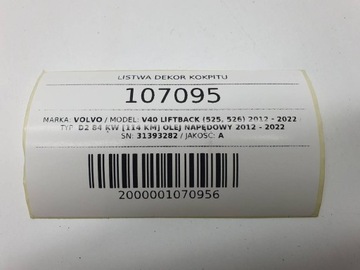 LISTWA DEKOR KOKPITU
107095
MARKA: VOLVO / MODEL: V40 LIFTBACK (525, 526) 2012 - 2022
TYP: D2 84 KW [114 KM] OLEJ NAPĘDOWY 2012 - 2022
SN: 31393282 / JAKOŚĆ: A
2000001070956